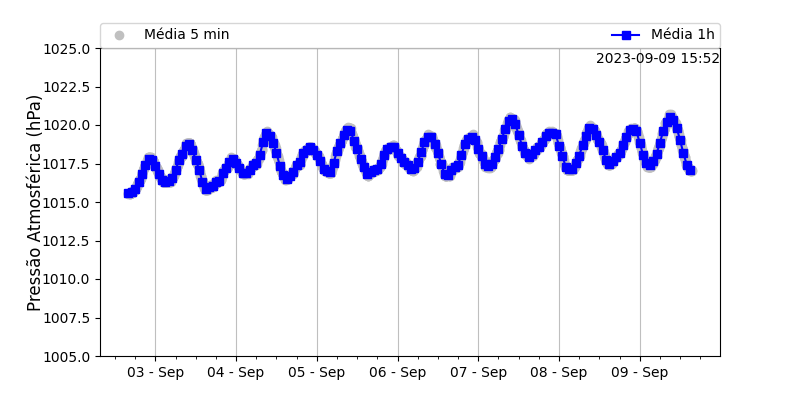 Média 5 min
Média 1h
2023-09-09 15:52
Pressão Atmosférica (hPa)
1025.0
1022.5
1020.0
1017.5
1015.0
1012.5
1010.0
1007.5
1005.0
03 - Sep
04 - Sep
05 - Sep
06 - Sep
07 - Sep
08 - Sep
09 - Sep